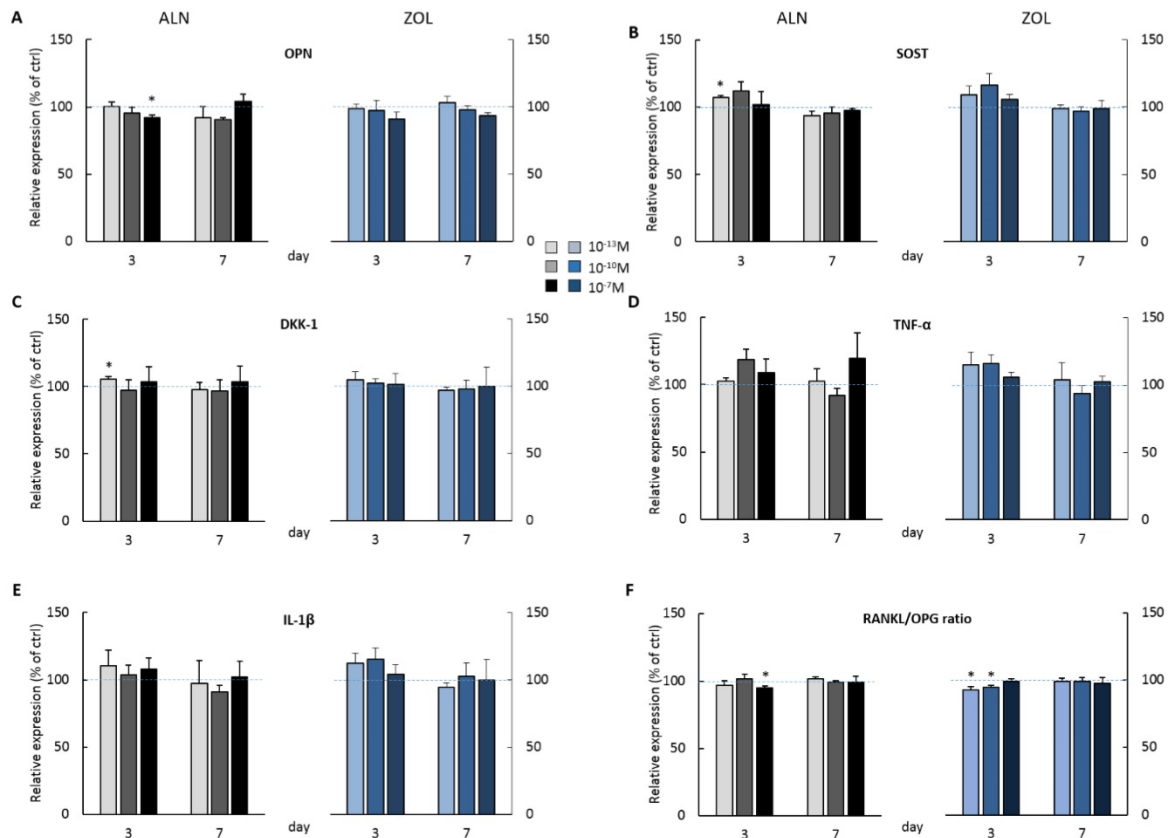 ALN ZOL ALN ZOL
A
OPN
Relative expression (% of ctrl)
150
100
50
0
*
3 7 day 3 7
150
100
50
0
B
SOST
Relative expression (% of ctrl)
150
100
50
0
*
3 7 day 3 7
150
100
50
0
10⁻¹³M
10⁻¹⁰M
10⁻⁷M
C
DKK-1
Relative expression (% of ctrl)
150
100
50
0
*
3 7 day 3 7
150
100
50
0
D
TNF-α
Relative expression (% of ctrl)
150
100
50
0
3 7 day 3 7
150
100
50
0
E
IL-1β
Relative expression (% of ctrl)
150
100
50
0
3 7 day 3 7
150
100
50
0
F
RANKL/OPG ratio
Relative expression (% of ctrl)
150
100
50
0
* * *
3 7 day 3 7
150
100
50
0